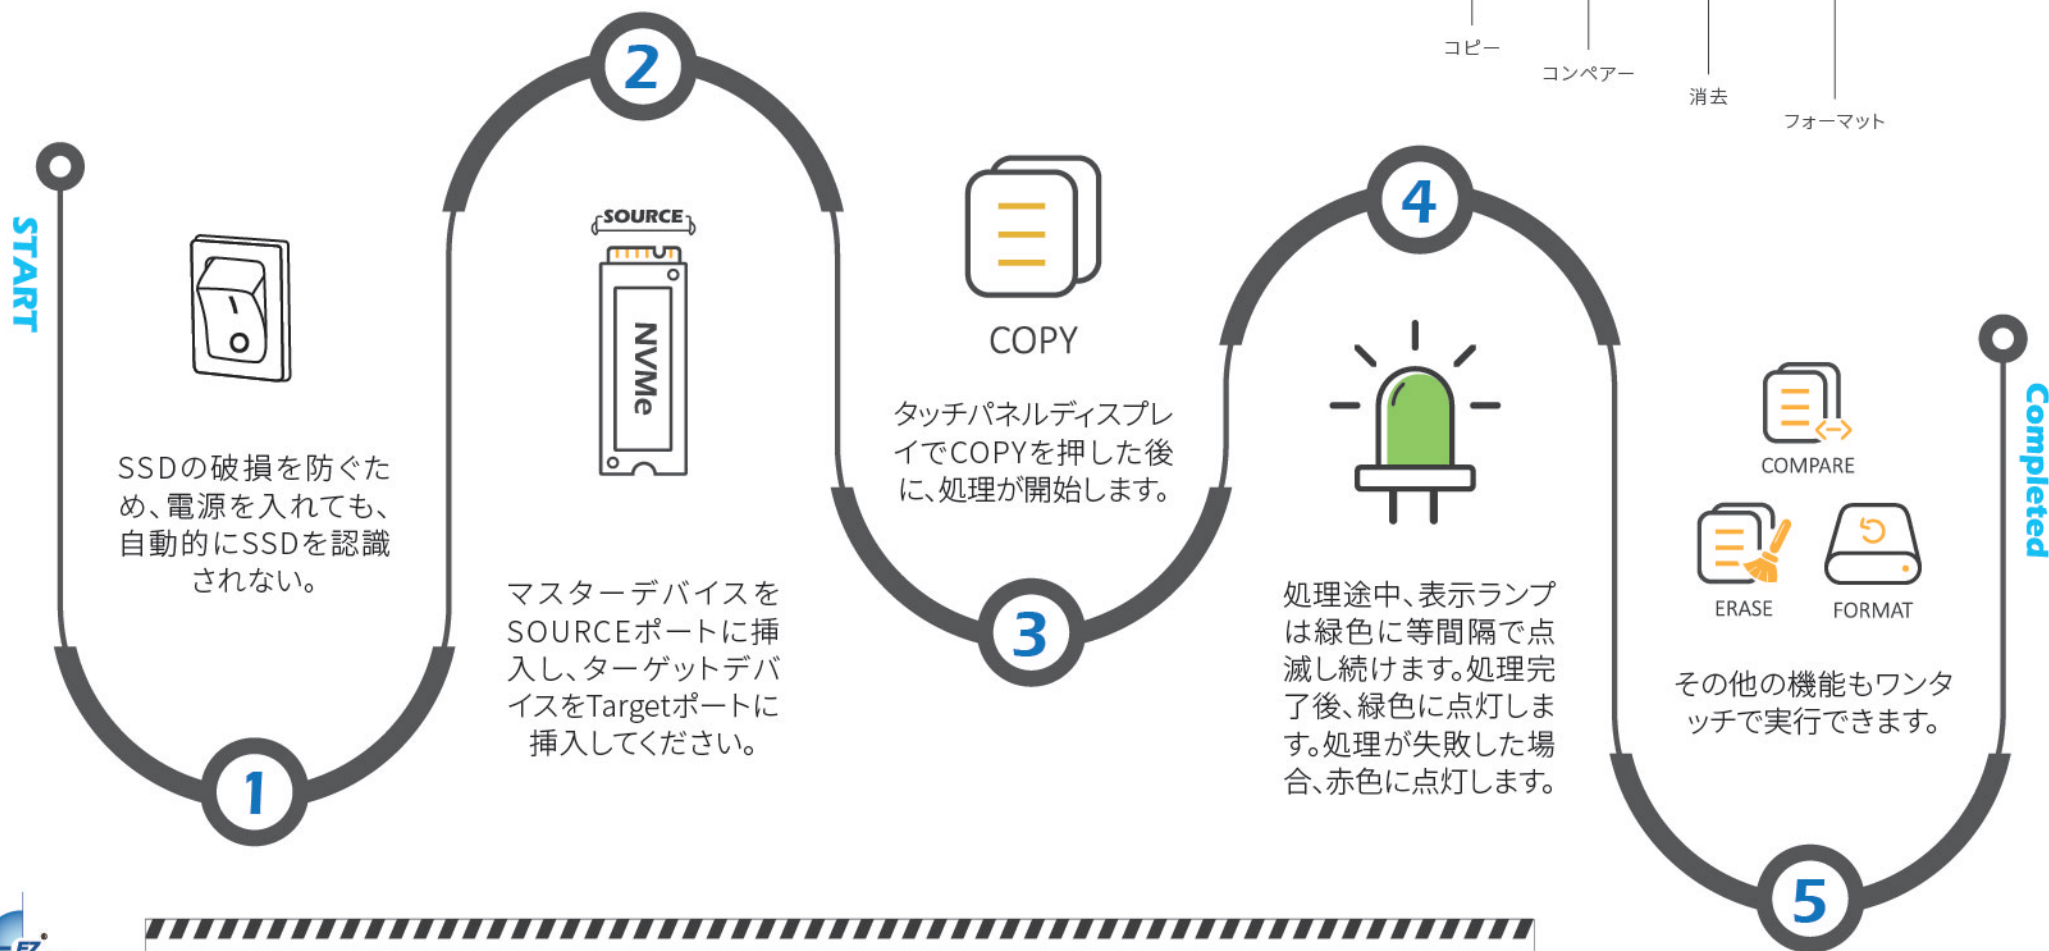 コピー
コンペアー
消去
フォーマット
START
1
SSDの破損を防ぐた
め、電源を入れても、
自動的にSSDを認識
されない。
2
SOURCE
NVMe
マスターデバイスを
SOURCEポートに挿
入し、ターゲットデバ
イスをTargetポートに
挿入してください。
COPY
タッチパネルディスプレ
イでCOPYを押した後
に、処理が開始します。
3
4
処理途中、表示ランプ
は緑色に等間隔で点
滅し続けます。処理完
了後、緑色に点灯しま
す。処理が失敗した場
合、赤色に点灯します。
COMPARE
ERASE
FORMAT
その他の機能もワンタ
ッチで実行できます。
5
Completed
EZ